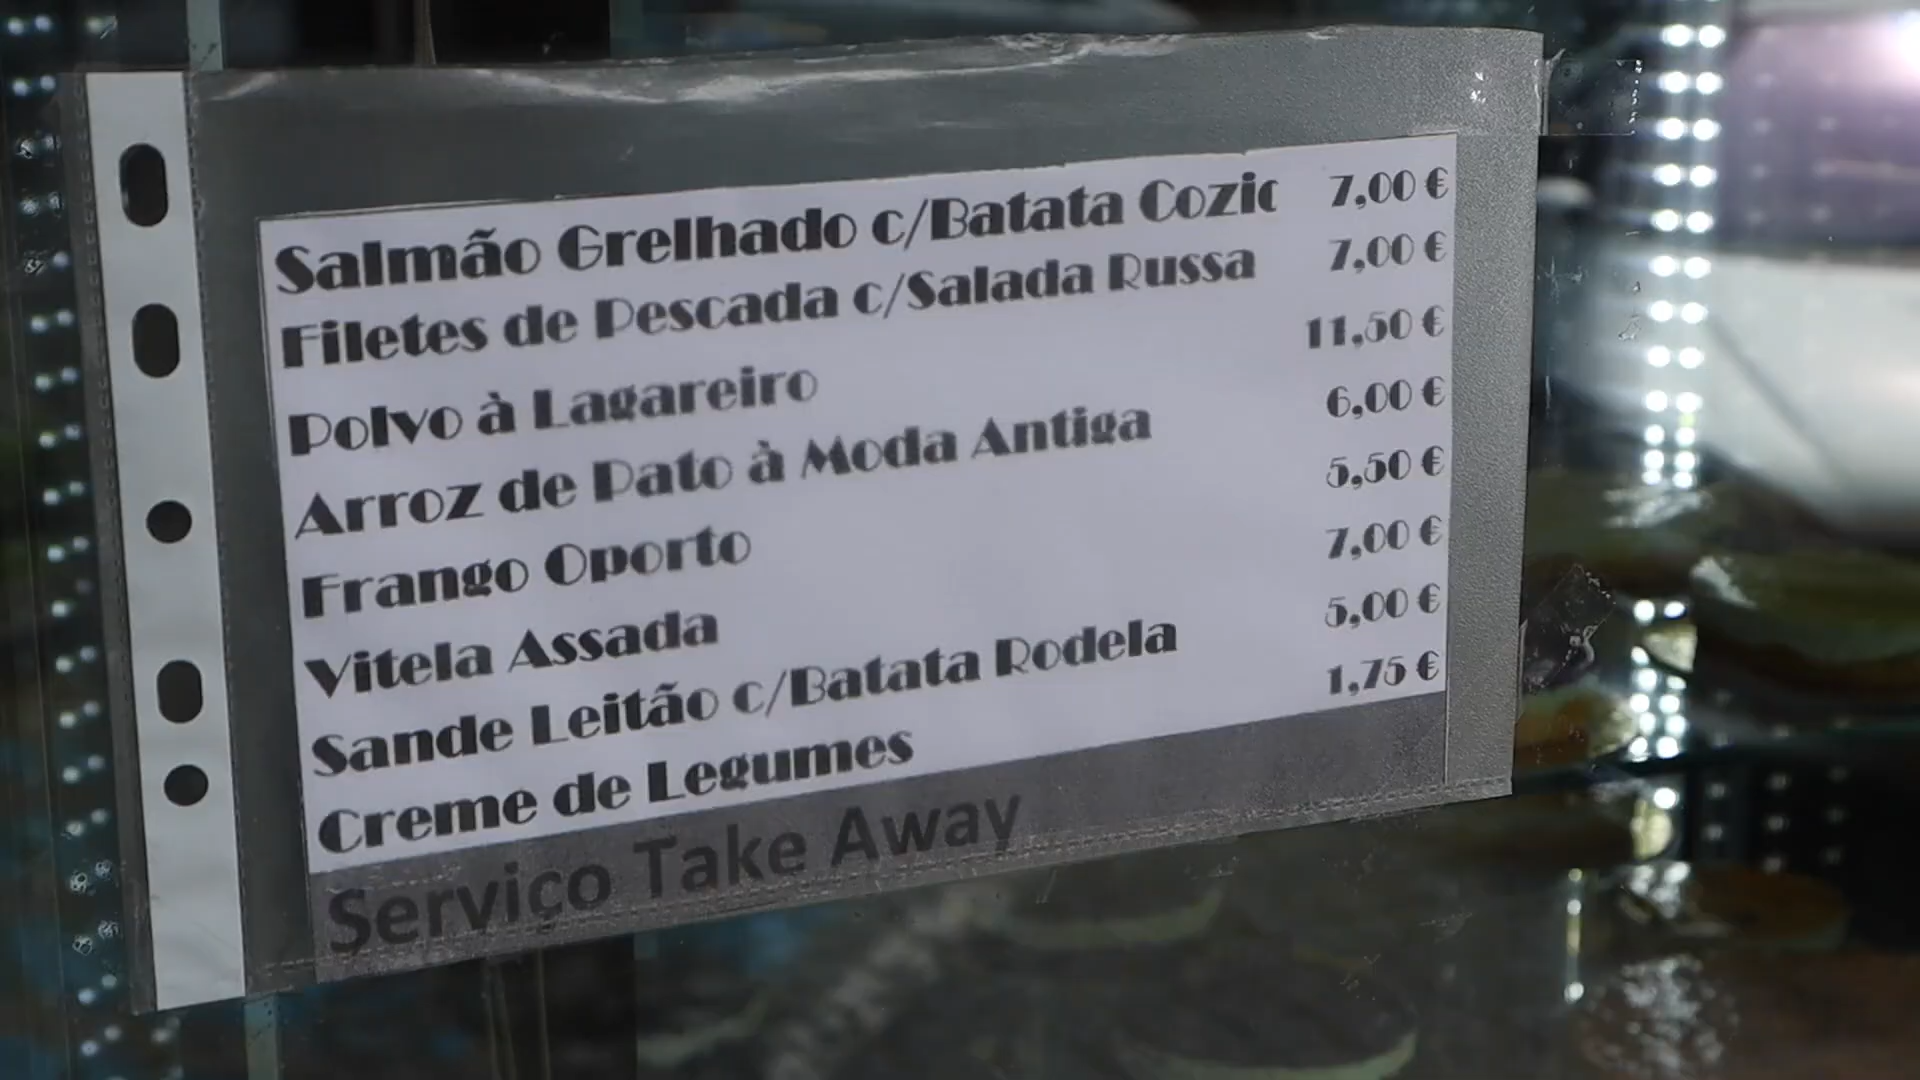 Salmão Grelhado c/Batata Cozic 7,00 €
Filetes de Pescada c/Salada Russa 7,00 €
Polvo à Lagareiro 11,50 €
Arroz de Pato à Moda Antiga 6,00 €
Frango Oporto 5,50 €
Vitela Assada 7,00 €
Sande Leitão c/Batata Rodela 5,00 €
Creme de Legumes 1,75 €
Serviço Take Away